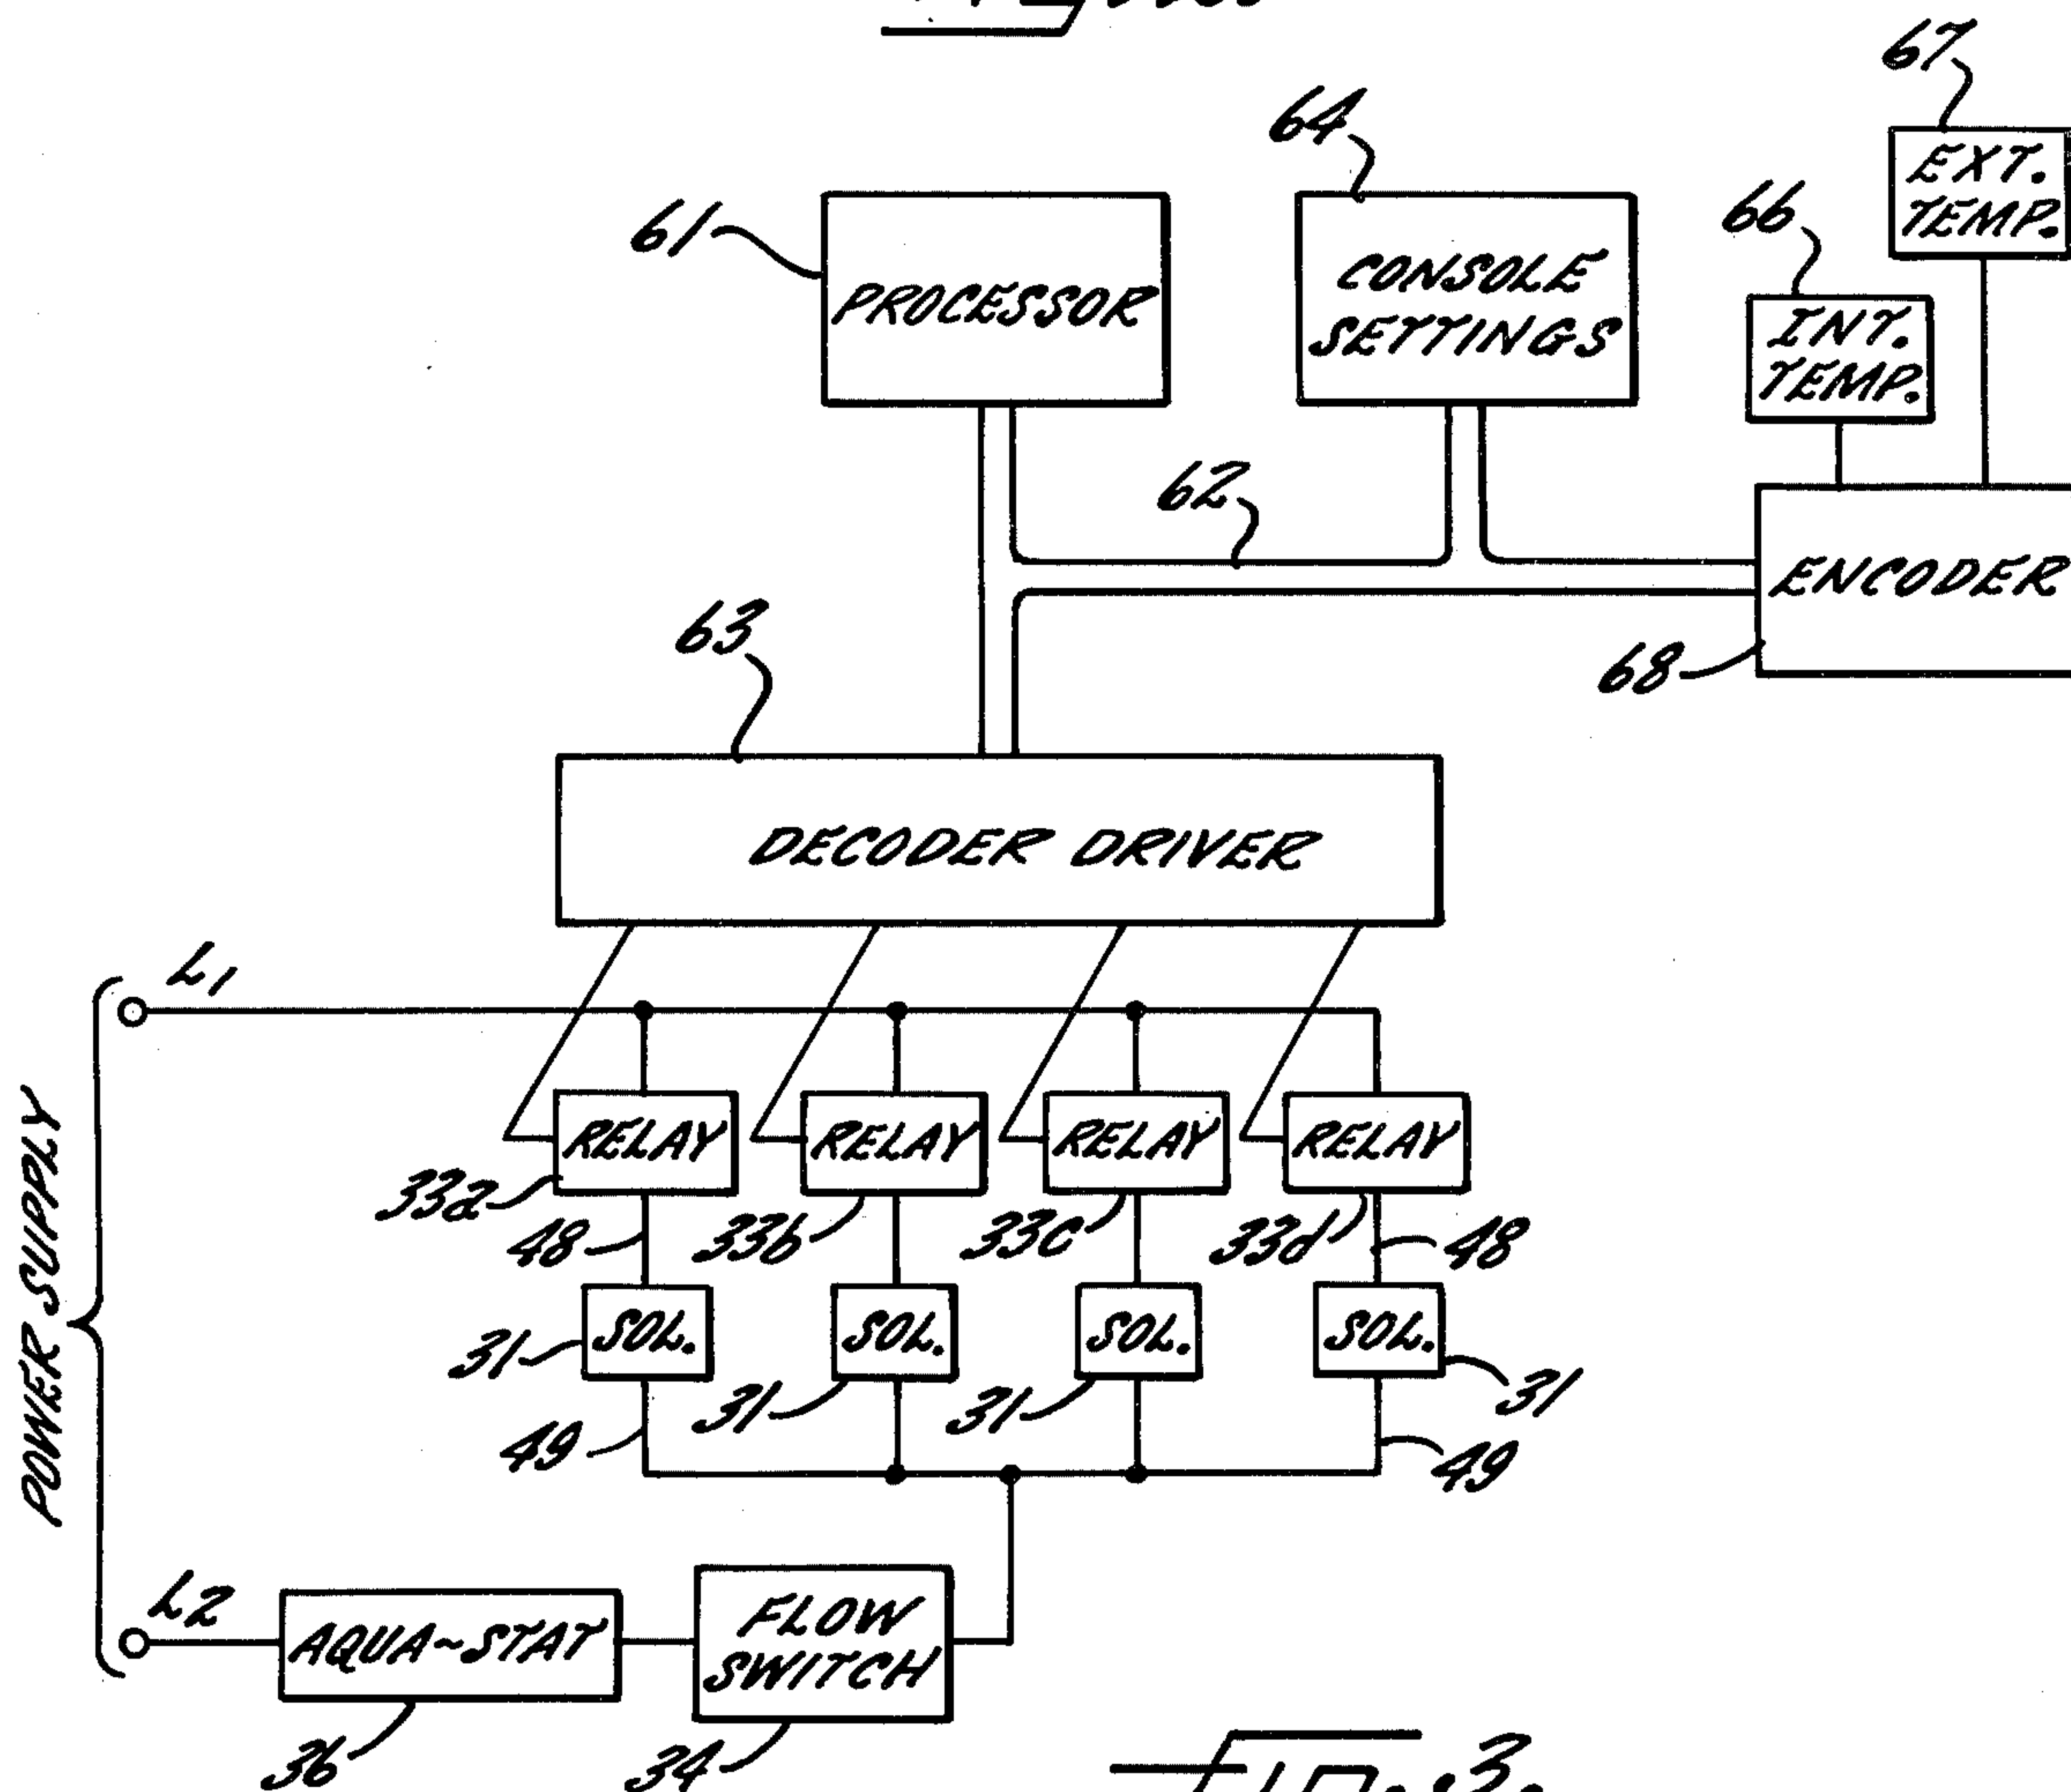 67
64
EXT.
TEMP.
66
61
PROCESSOR
CONSOLE
SETTINGS
INT.
TEMP.
62
ENCODER
63
68
DECODER DRIVER
L1
POWER SUPPLY
RELAY RELAY RELAY RELAY
33a 33b 33c 33d
48 48
SOL. SOL. SOL. SOL.
31 31 31 31
49 49
L2
AQUA-STAT
FLOW
SWITCH
36
34